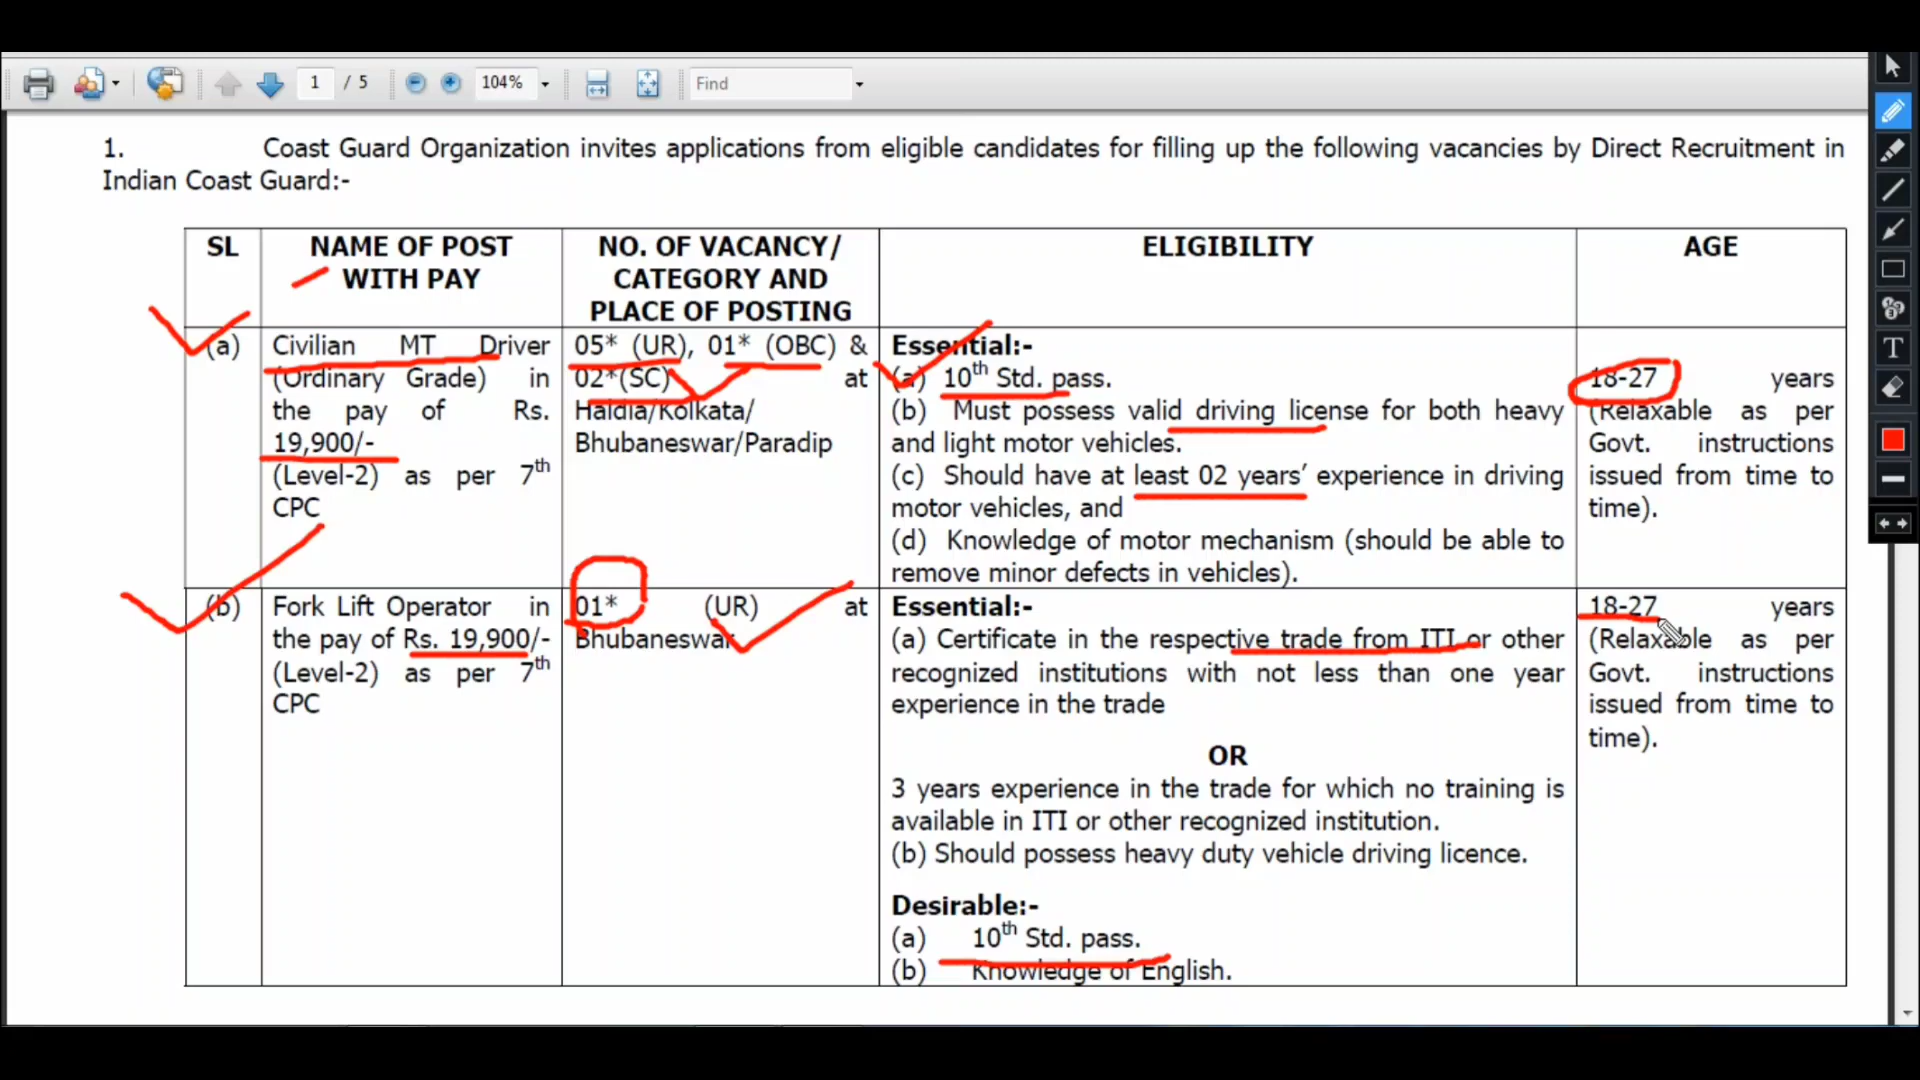 1 / 5 104% Find
1. Coast Guard Organization invites applications from eligible candidates for filling up the following vacancies by Direct Recruitment in
Indian Coast Guard:-
SL
NAME OF POST
WITH PAY
NO. OF VACANCY/
CATEGORY AND
PLACE OF POSTING
ELIGIBILITY
AGE
(a)
Civilian MT Driver
(Ordinary Grade) in
the pay of Rs.
19,900/-
(Level-2) as per 7th
CPC
05* (UR), 01* (OBC) &
02*(SC) at
Haldia/Kolkata/
Bhubaneswar/Paradip
Essential:-
(a) 10th Std. pass.
(b) Must possess valid driving license for both heavy
and light motor vehicles.
(c) Should have at least 02 years’ experience in driving
motor vehicles, and
(d) Knowledge of motor mechanism (should be able to
remove minor defects in vehicles).
18-27 years
(Relaxable as per
Govt. instructions
issued from time to
time).
(b)
Fork Lift Operator in
the pay of Rs. 19,900/-
(Level-2) as per 7th
CPC
01* (UR) at
Bhubaneswar
Essential:-
(a) Certificate in the respective trade from ITI or other
recognized institutions with not less than one year
experience in the trade
OR
3 years experience in the trade for which no training is
available in ITI or other recognized institution.
(b) Should possess heavy duty vehicle driving licence.
Desirable:-
(a) 10th Std. pass.
(b) Knowledge of English.
18-27 years
(Relaxable as per
Govt. instructions
issued from time to
time).
T